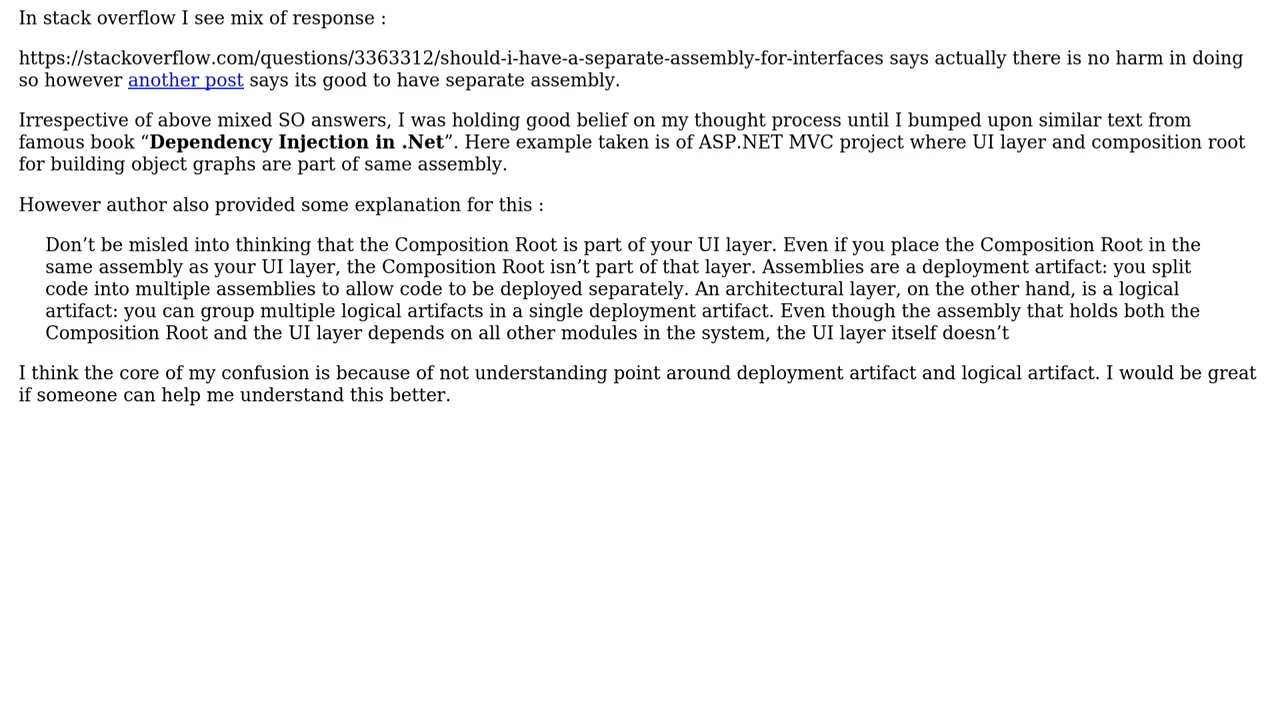 In stack overflow I see mix of response :
https://stackoverflow.com/questions/3363312/should-i-have-a-separate-assembly-for-interfaces says actually there is no harm in doing
so however another post says its good to have separate assembly.
Irrespective of above mixed SO answers, I was holding good belief on my thought process until I bumped upon similar text from
famous book “Dependency Injection in .Net”. Here example taken is of ASP.NET MVC project where UI layer and composition root
for building object graphs are part of same assembly.
However author also provided some explanation for this :
Don’t be misled into thinking that the Composition Root is part of your UI layer. Even if you place the Composition Root in the
same assembly as your UI layer, the Composition Root isn’t part of that layer. Assemblies are a deployment artifact: you split
code into multiple assemblies to allow code to be deployed separately. An architectural layer, on the other hand, is a logical
artifact: you can group multiple logical artifacts in a single deployment artifact. Even though the assembly that holds both the
Composition Root and the UI layer depends on all other modules in the system, the UI layer itself doesn’t
I think the core of my confusion is because of not understanding point around deployment artifact and logical artifact. I would be great
if someone can help me understand this better.